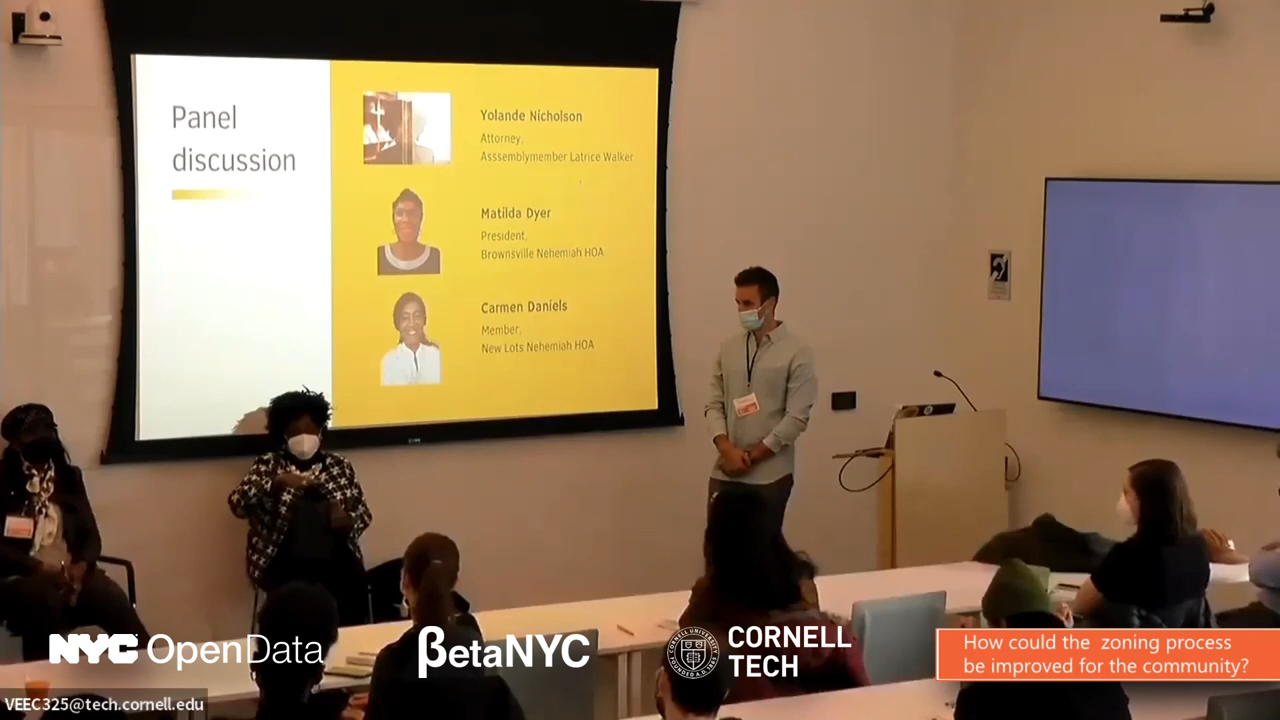 Panel
discussion
Yolande Nicholson
Attorney,
Asssemblymember Latrice Walker
Matilda Dyer
President,
Brownsville Nehemiah HOA
Carmen Daniels
Member,
New Lots Nehemiah HOA
NYC OpenData
βetaNYC
CORNELL
TECH
How could the zoning process
be improved for the community?
VEEC325@tech.cornell.edu